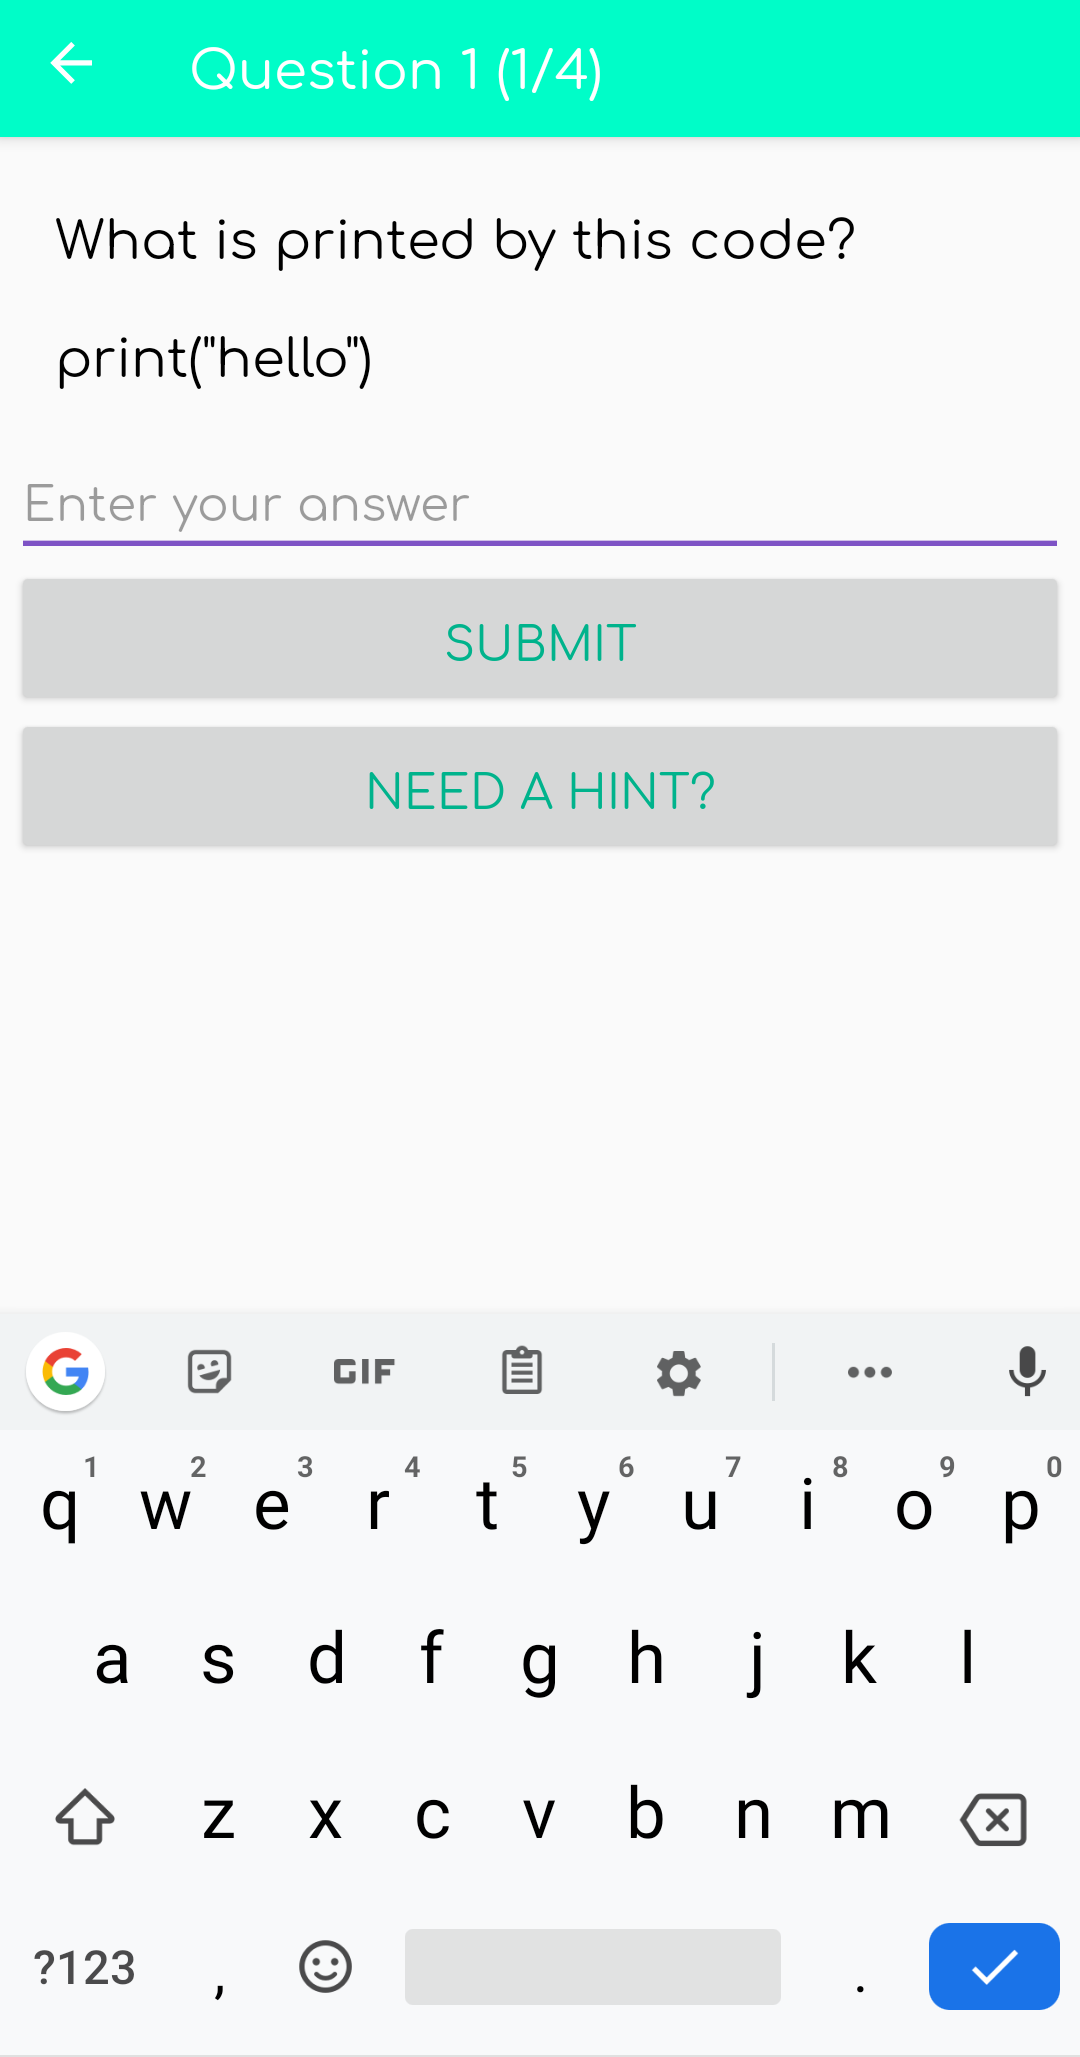 Question 1 (1/4)
What is printed by this code?
print("hello")
Enter your answer
SUBMIT
NEED A HINT?
G GIF
1 2 3 4 5 6 7 8 9 0
q w e r t y u i o p
a s d f g h j k l
z x c v b n m
?123 , .